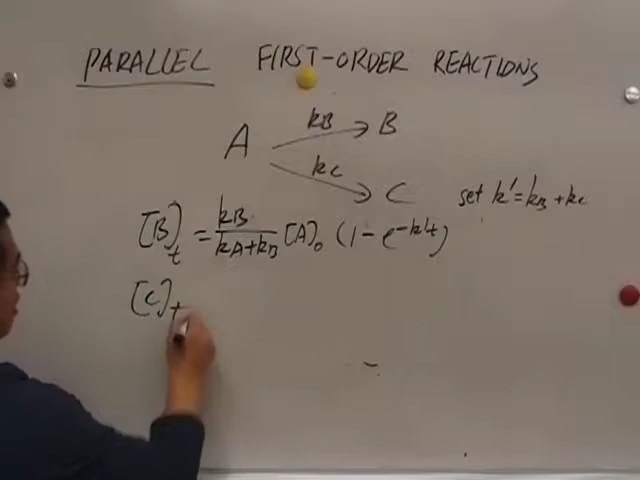 PARALLEL FIRST-ORDER REACTIONS
kB
A → B
kC
→ C
set k' = kB + kC
[B]t = kB/(kA+kB) [A]0 (1 - e^-k't)
[C]t